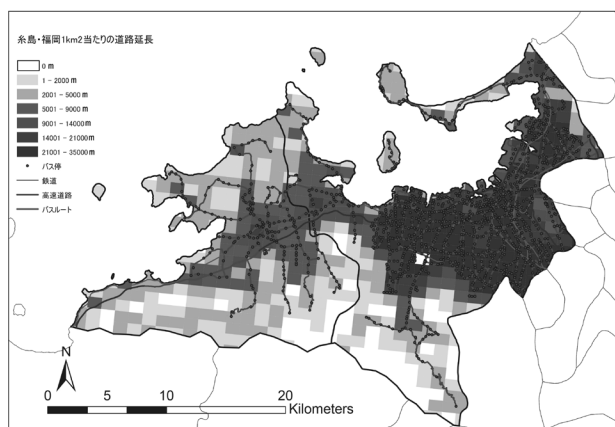 糸島・福岡1km2当たりの道路延長
0 m
1 - 2000 m
2001 - 5000 m
5001 - 9000 m
9001 - 14000 m
14001 - 21000 m
21001 - 35000 m
バス停
鉄道
高速道路
バスルート
N
0 5 10 20
Kilometers